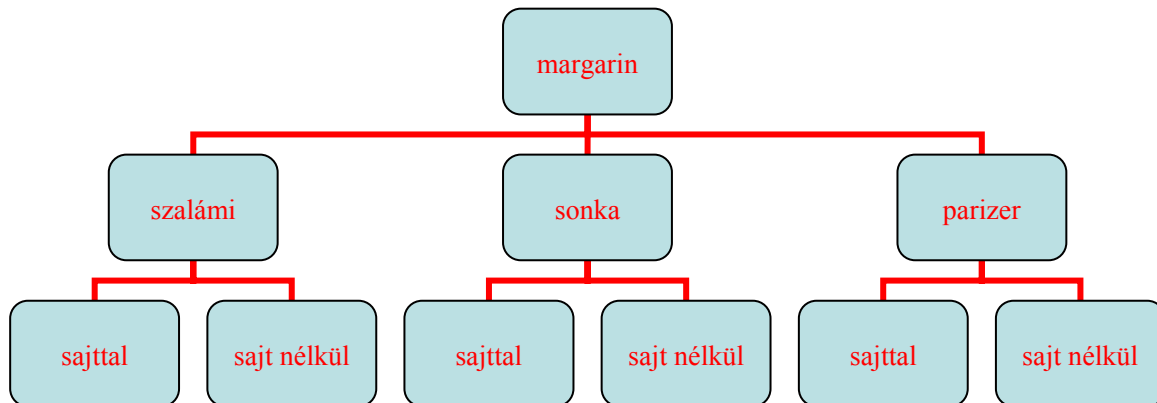 margarin
szalámi
sonka
parizer
sajttal
sajt nélkül
sajttal
sajt nélkül
sajttal
sajt nélkül